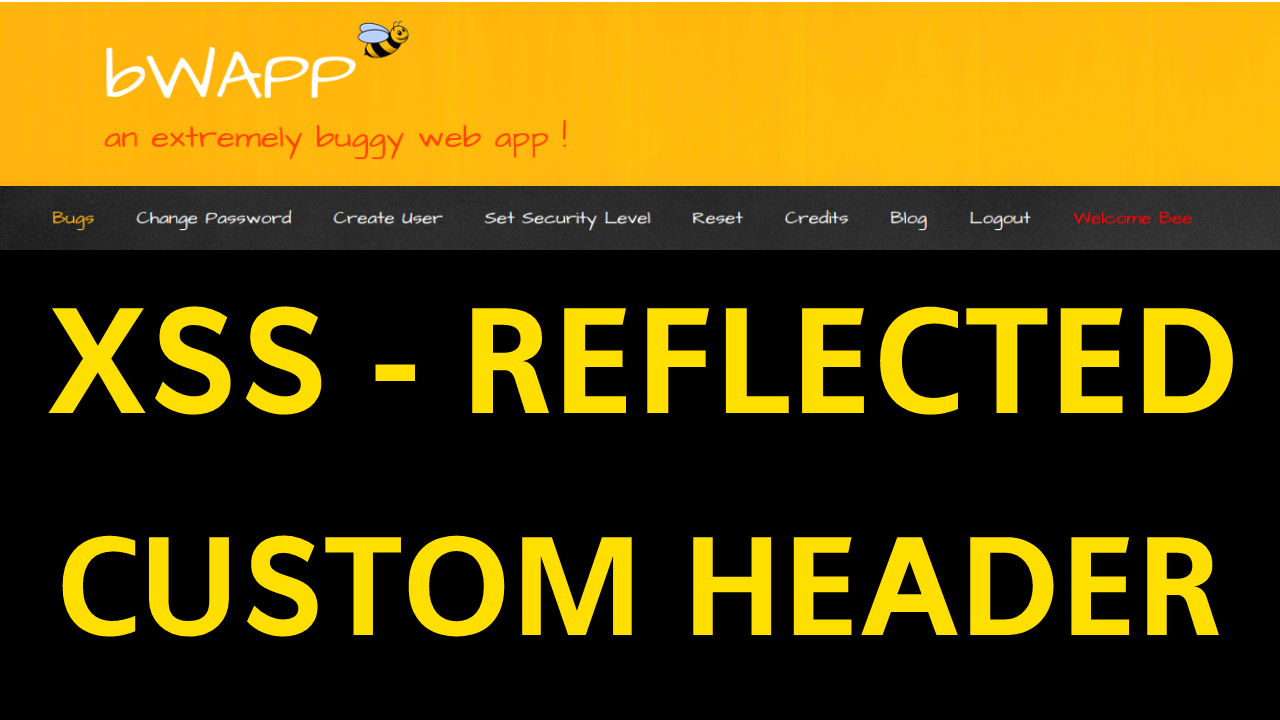 bWAPP
an extremely buggy web app !
Bugs Change Password Create User Set Security Level Reset Credits Blog Logout Welcome Bee
XSS - REFLECTED
CUSTOM HEADER